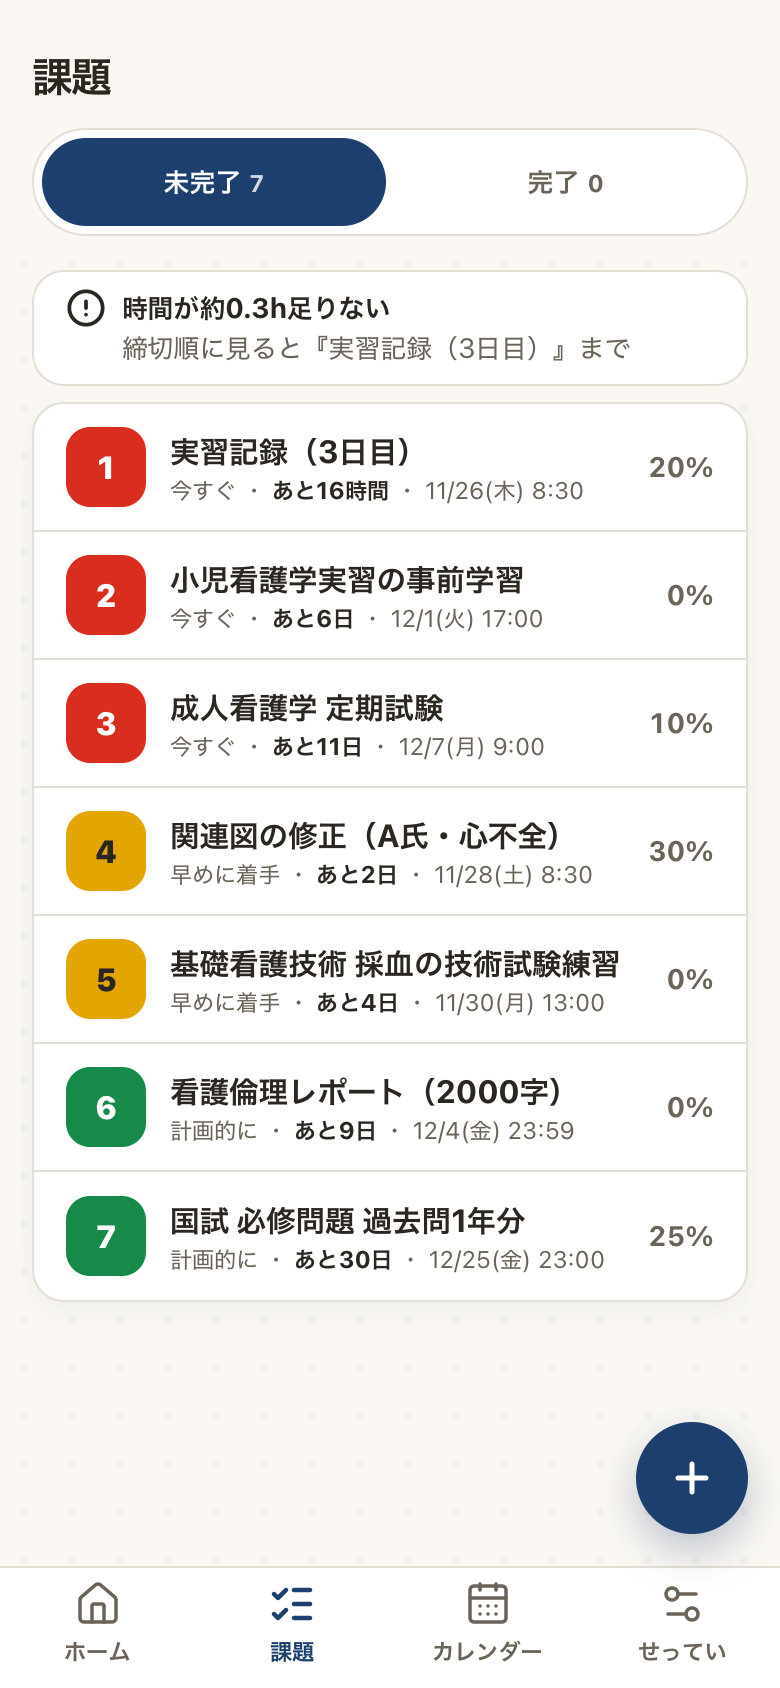 課題
未完了 7
完了 0
時間が約0.3h足りない
締切順に見ると『実習記録（3日目）』まで
1
実習記録（3日目）
今すぐ ・ あと16時間 ・ 11/26(木) 8:30
20%
2
小児看護学実習の事前学習
今すぐ ・ あと6日 ・ 12/1(火) 17:00
0%
3
成人看護学 定期試験
今すぐ ・ あと11日 ・ 12/7(月) 9:00
10%
4
関連図の修正（A氏・心不全）
早めに着手 ・ あと2日 ・ 11/28(土) 8:30
30%
5
基礎看護技術 採血の技術試験練習
早めに着手 ・ あと4日 ・ 11/30(月) 13:00
0%
6
看護倫理レポート（2000字）
計画的に ・ あと9日 ・ 12/4(金) 23:59
0%
7
国試 必修問題 過去問1年分
計画的に ・ あと30日 ・ 12/25(金) 23:00
25%
ホーム
課題
カレンダー
せってい